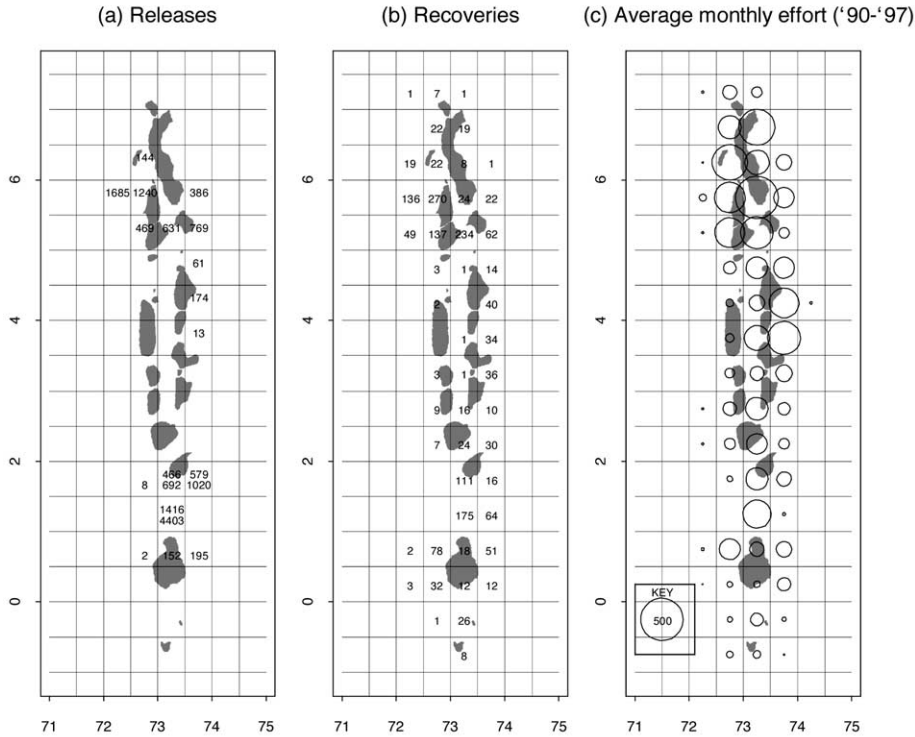 (a) Releases
(b) Recoveries
(c) Average monthly effort (‘90-‘97)
144
1685 1240 386
469 631 769
61
174
13
466 579
8 692 1020
1416
4403
2 152 195
6
4
2
0
71 72 73 74 75
1 7 1
22 19
19 22 8 1
136 270 24 22
49 137 234 62
3 1 14
2 40
1 34
3 1 36
9 16 10
7 24 30
111 16
175 64
2 78 18 51
3 32 12 12
1 26
8
6
4
2
0
71 72 73 74 75
KEY
500
6
4
2
0
71 72 73 74 75